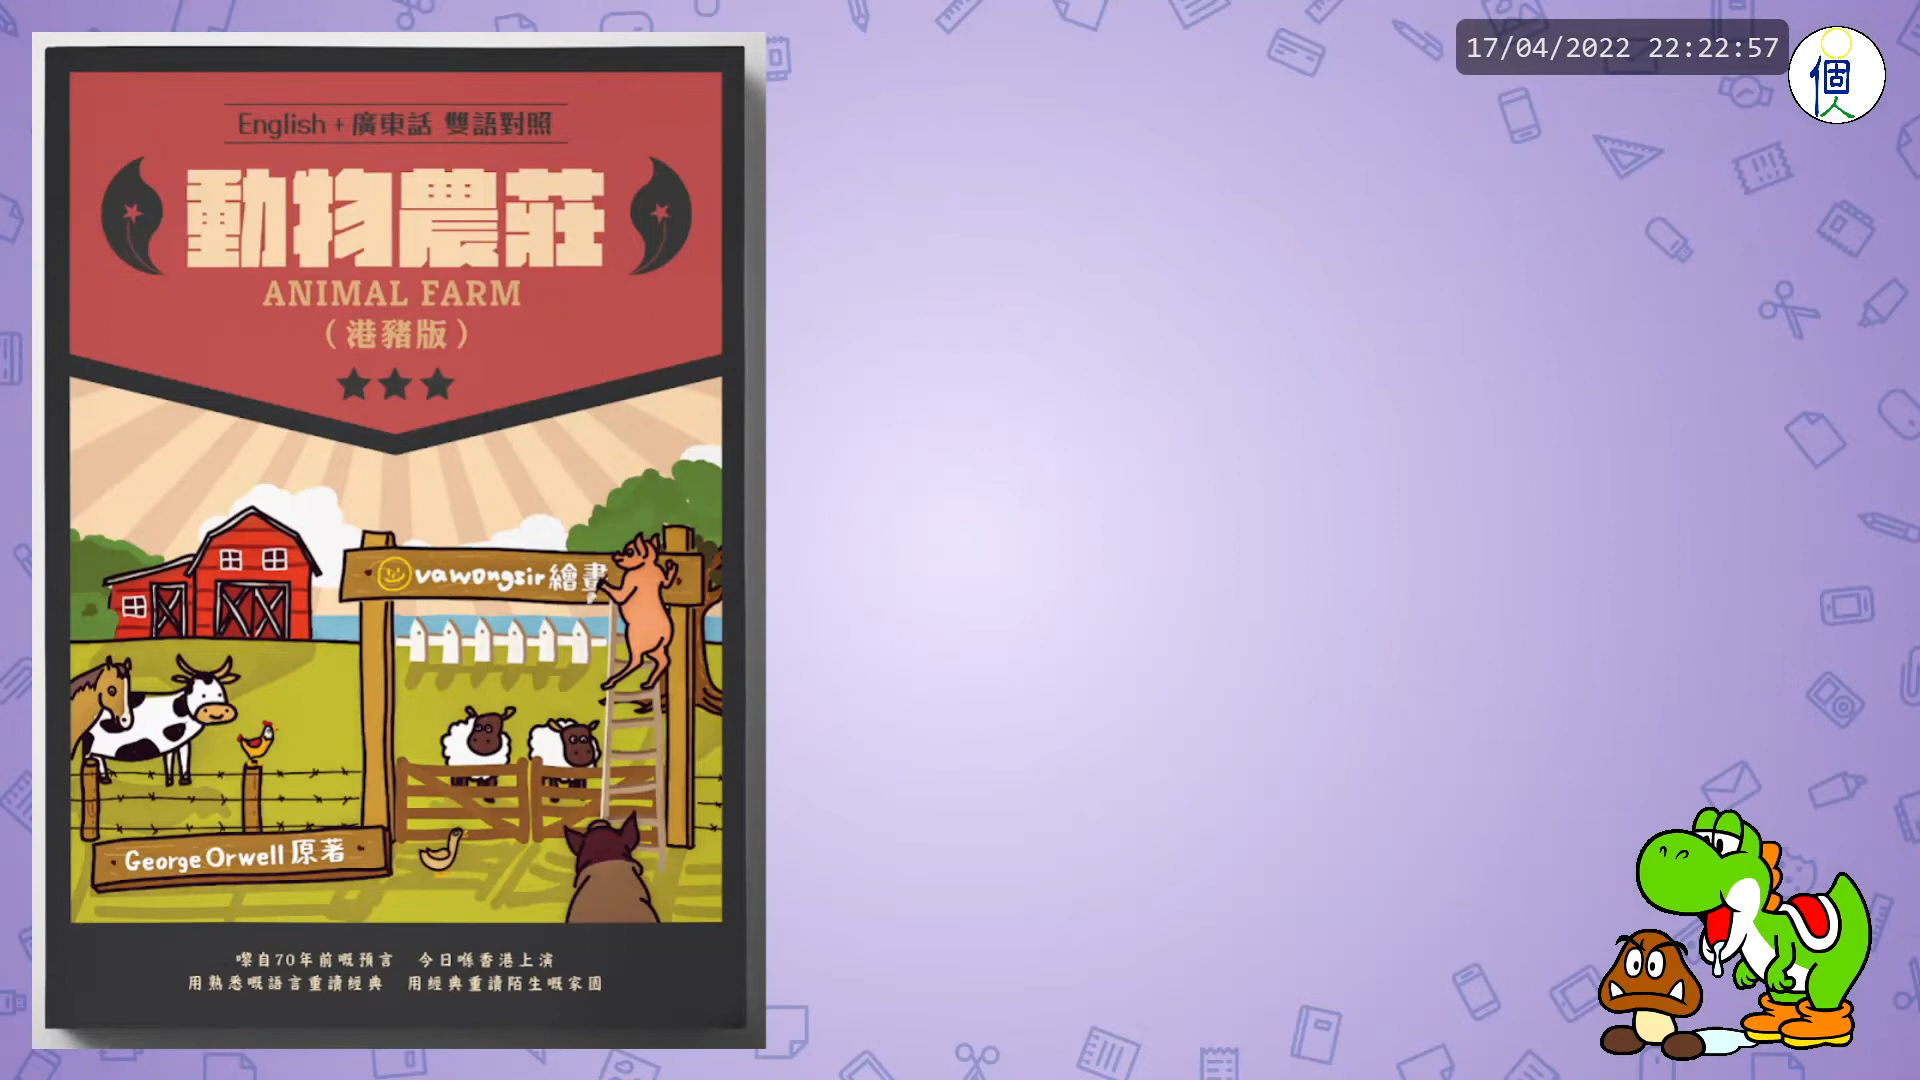 English + 廣東話 雙語對照
動物農莊
ANIMAL FARM
（港豬版）
vawongsir繪畫
George Orwell 原著
嚟自70年前嘅預言 今日喺香港上演
用熟悉嘅語言重讀經典 用經典重讀陌生嘅家園
17/04/2022 22:22:57
個人